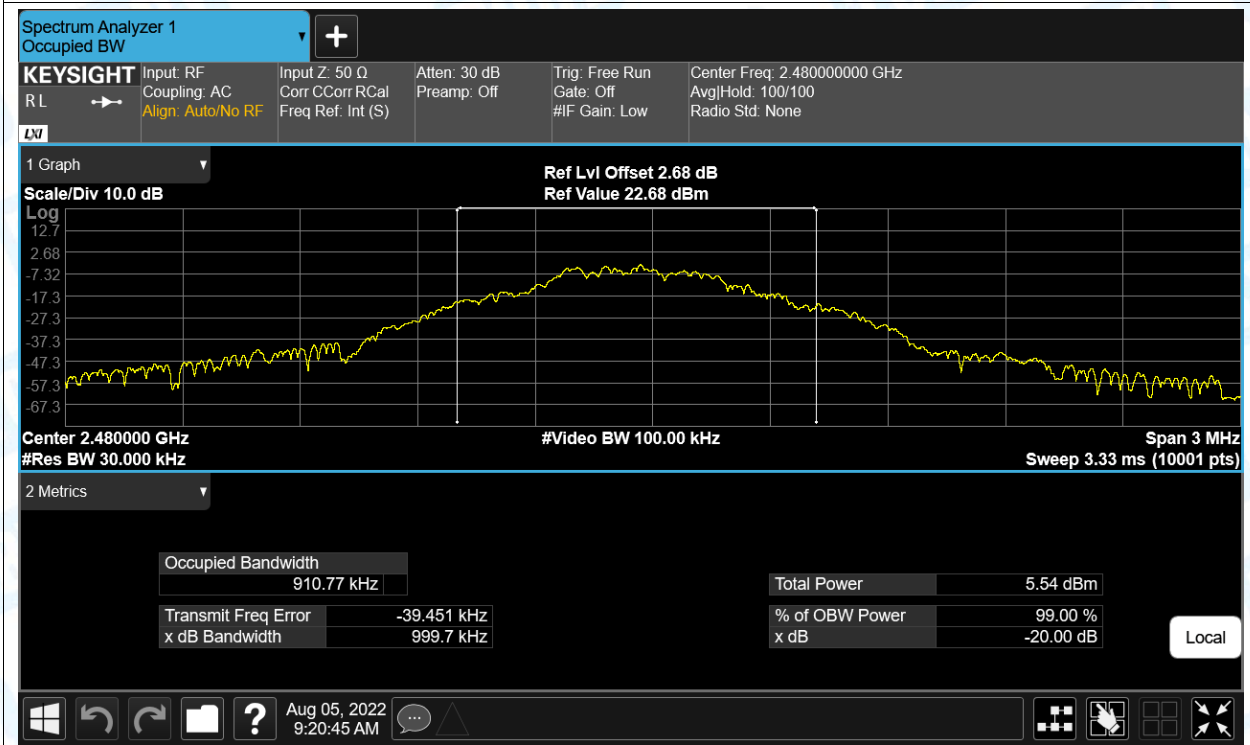 Spectrum Analyzer 1
Occupied BW
KEYSIGHT
R L
LXI
Input: RF
Coupling: AC
Align: Auto/No RF
Input Z: 50 Ω
Corr CCorr RCal
Freq Ref: Int (S)
Atten: 30 dB
Preamp: Off
Trig: Free Run
Gate: Off
#IF Gain: Low
Center Freq: 2.480000000 GHz
Avg|Hold: 100/100
Radio Std: None
1 Graph
Scale/Div 10.0 dB
Ref Lvl Offset 2.68 dB
Ref Value 22.68 dBm
Log
12.7
2.68
-7.32
-17.3
-27.3
-37.3
-47.3
-57.3
-67.3
Center 2.480000 GHz
#Video BW 100.00 kHz
Span 3 MHz
#Res BW 30.000 kHz
Sweep 3.33 ms (10001 pts)
2 Metrics
Occupied Bandwidth
910.77 kHz
Total Power 5.54 dBm
Transmit Freq Error -39.451 kHz
% of OBW Power 99.00 %
x dB Bandwidth 999.7 kHz
x dB -20.00 dB
Local
?
Aug 05, 2022
9:20:45 AM